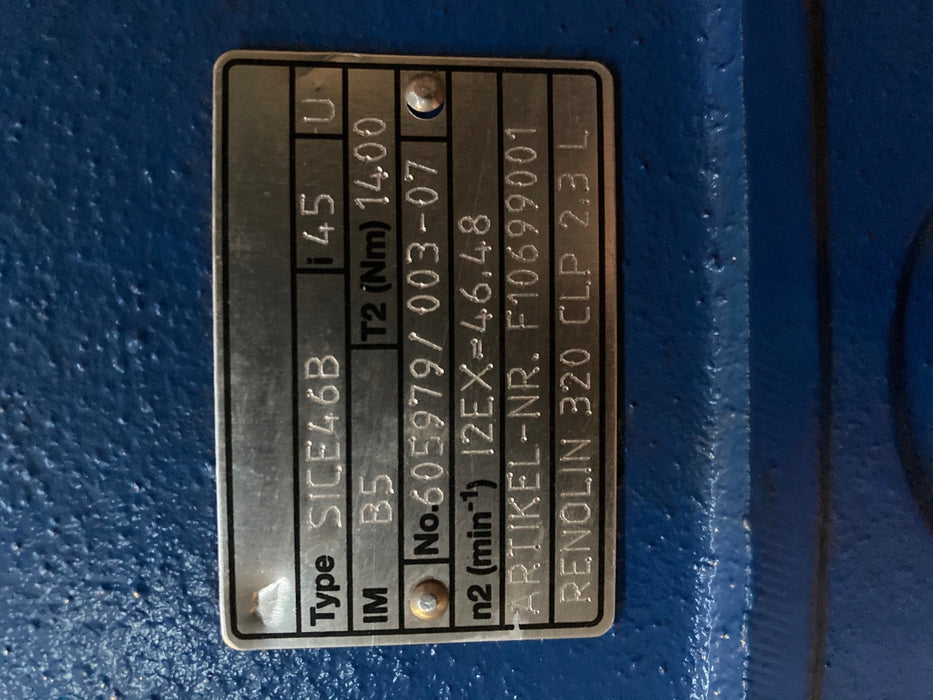 Type SICE46B i 45 U
IM B5 T2 (Nm) 1400
No. 605979/003-07
n2 (min-1) I2EX=46,48
ARTIKEL-NR. F10699001
RENOLIN 320 CLP 2,3 L